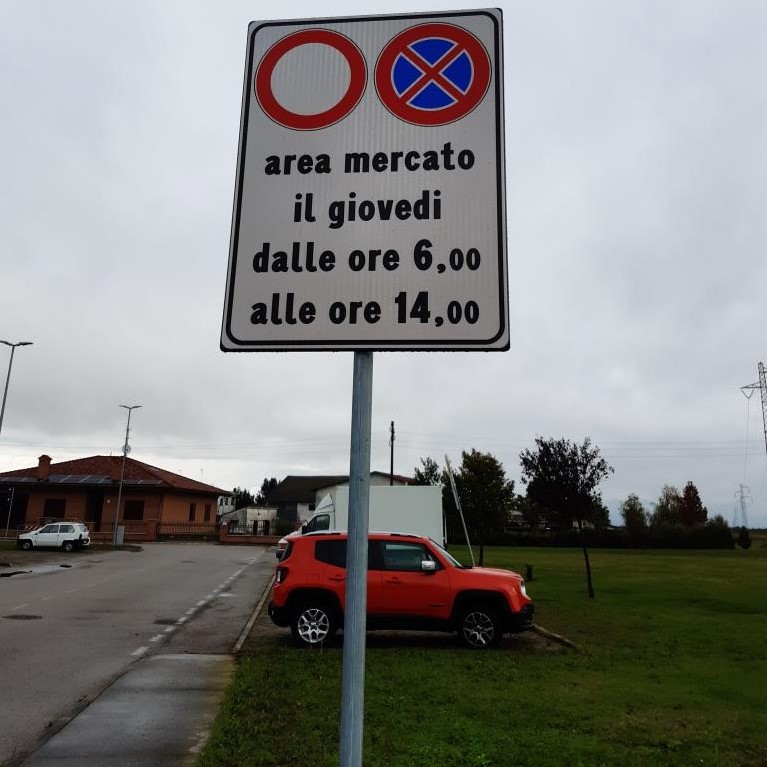 area mercato
il giovedi
dalle ore 6,00
alle ore 14,00